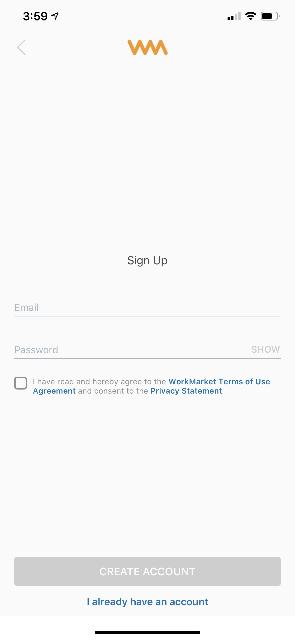 3:59
WM
Sign Up
Email
Password SHOW
I have read and hereby agree to the WorkMarket Terms of Use
Agreement and consent to the Privacy Statement
CREATE ACCOUNT
I already have an account